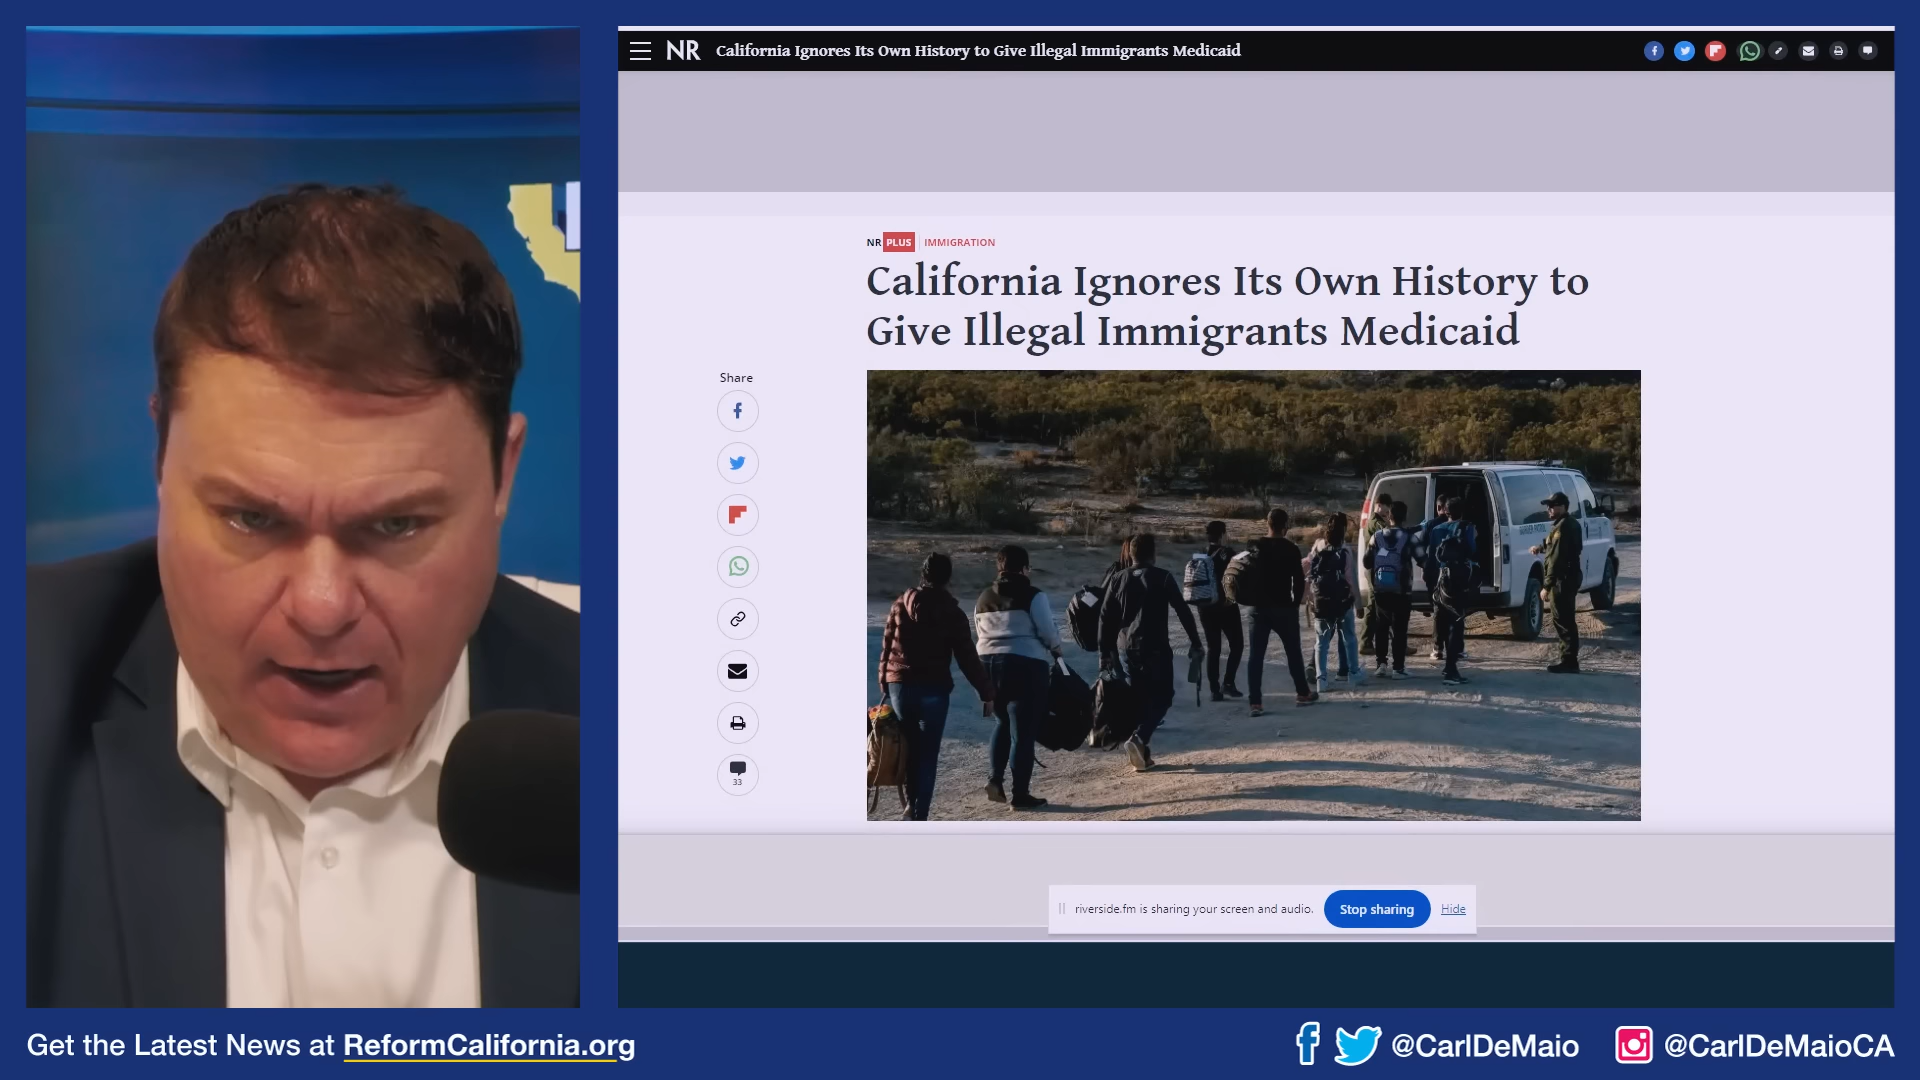 NR California Ignores Its Own History to Give Illegal Immigrants Medicaid
NR PLUS IMMIGRATION
California Ignores Its Own History to
Give Illegal Immigrants Medicaid
Share
33
riverside.fm is sharing your screen and audio. Stop sharing Hide
Get the Latest News at ReformCalifornia.org
@CarlDeMaio
@CarlDeMaioCA